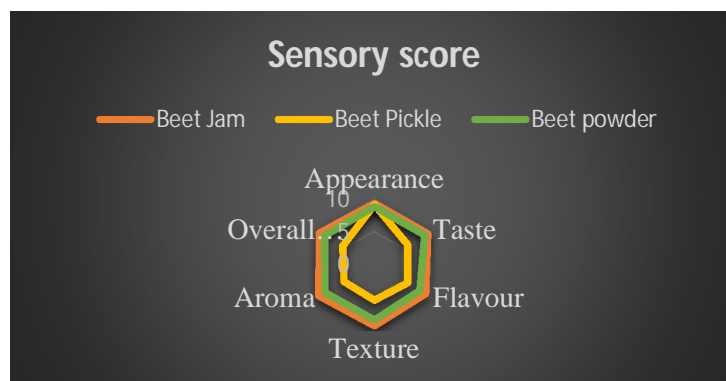 Sensory score
Beet Jam Beet Pickle Beet powder
Appearance
10
Overall… 5 Taste
0
Aroma Flavour
Texture